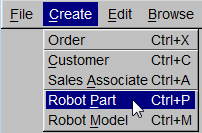 File Create Edit Browse
Order Ctrl+X
Customer Ctrl+C
Sales Associate Ctrl+A
Robot Part Ctrl+P
Robot Model Ctrl+M